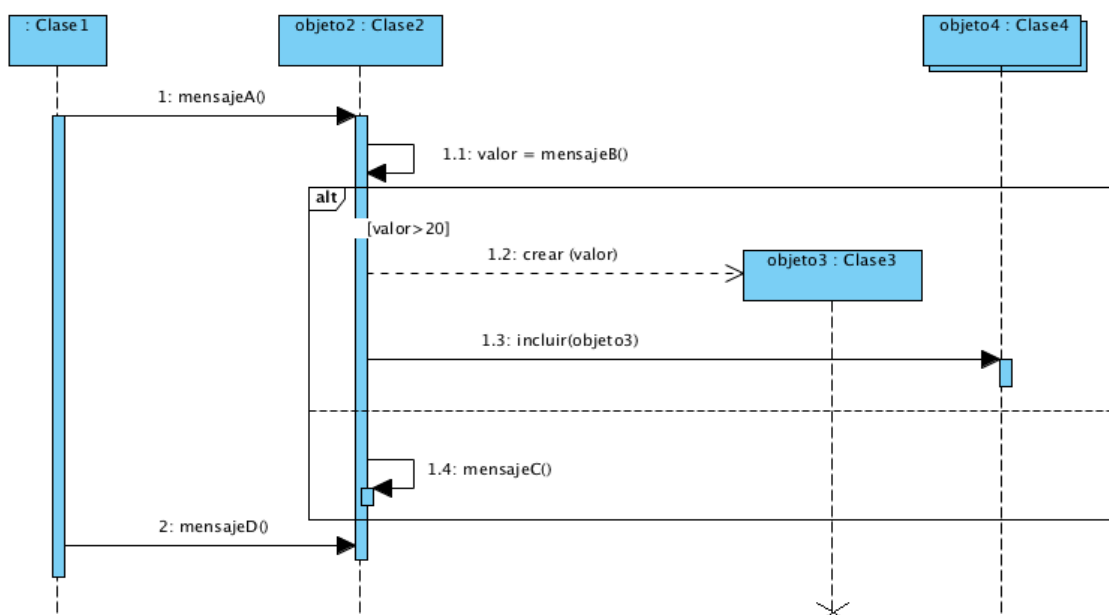 : Clase1
objeto2 : Clase2
objeto4 : Clase4
1: mensajeA()
1.1: valor = mensajeB()
alt
[valor>20]
1.2: crear (valor)
objeto3 : Clase3
1.3: incluir(objeto3)
1.4: mensajeC()
2: mensajeD()